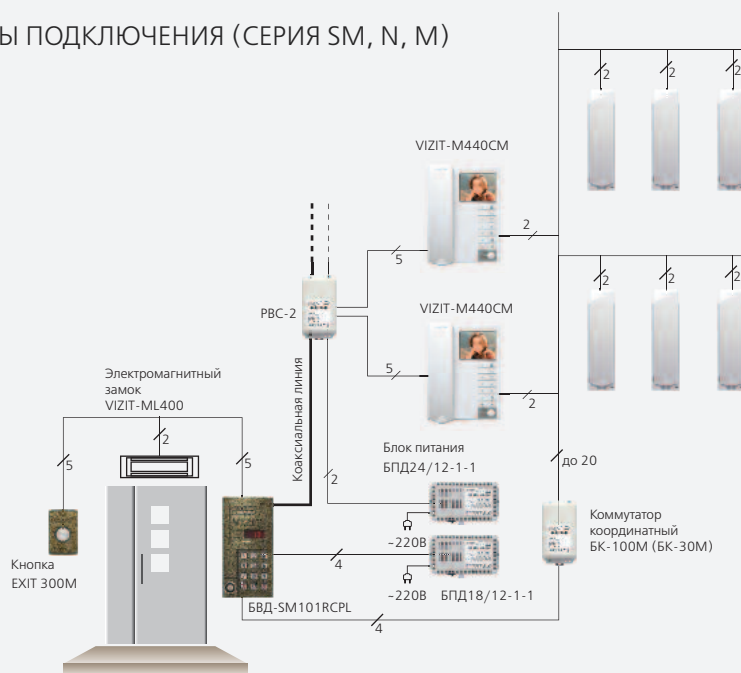 Ы ПОДКЛЮЧЕНИЯ (СЕРИЯ SM, N, M)
2
2
2
VIZIT-M440CM
2
5
2
2
2
РВС-2
VIZIT-M440CM
Электромагнитный
замок
VIZIT-ML400
5
2
Коаксиальная линия
2
5
5
Блок питания
БПД24/12-1-1
до 20
2
~220В
Коммутатор
координатный
БК-100М (БК-30М)
Кнопка
EXIT 300M
4
~220В
БПД18/12-1-1
БВД-SM101RCPL
4